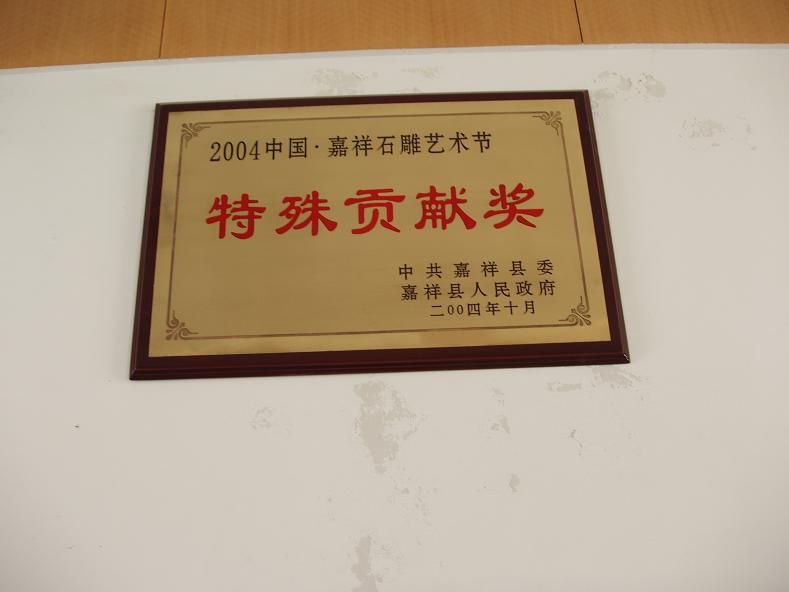 2004中国·嘉祥石雕艺术节
特殊贡献奖
中共嘉祥县委
嘉祥县人民政府
二00四年十月